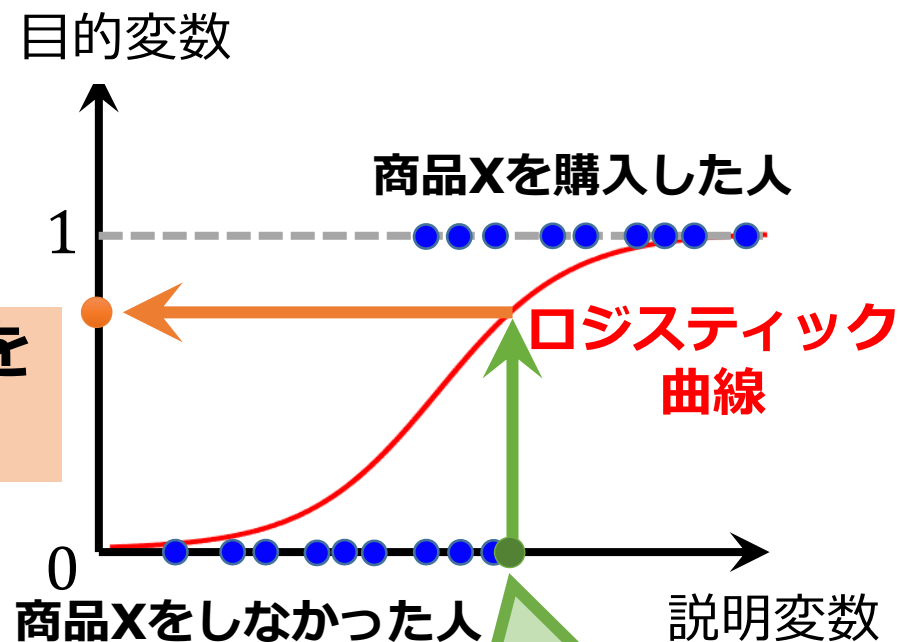 目的変数
商品Xを購入した人
1
を
ロジスティック
曲線
0
商品Xをしなかった人
説明変数